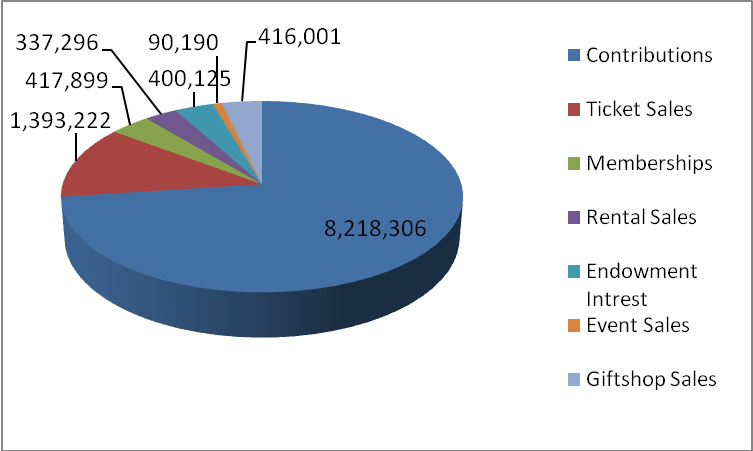 337,296
90,190
416,001
417,899
400,125
1,393,222
8,218,306
Contributions
Ticket Sales
Memberships
Rental Sales
Endowment
Intrest
Event Sales
Giftshop Sales